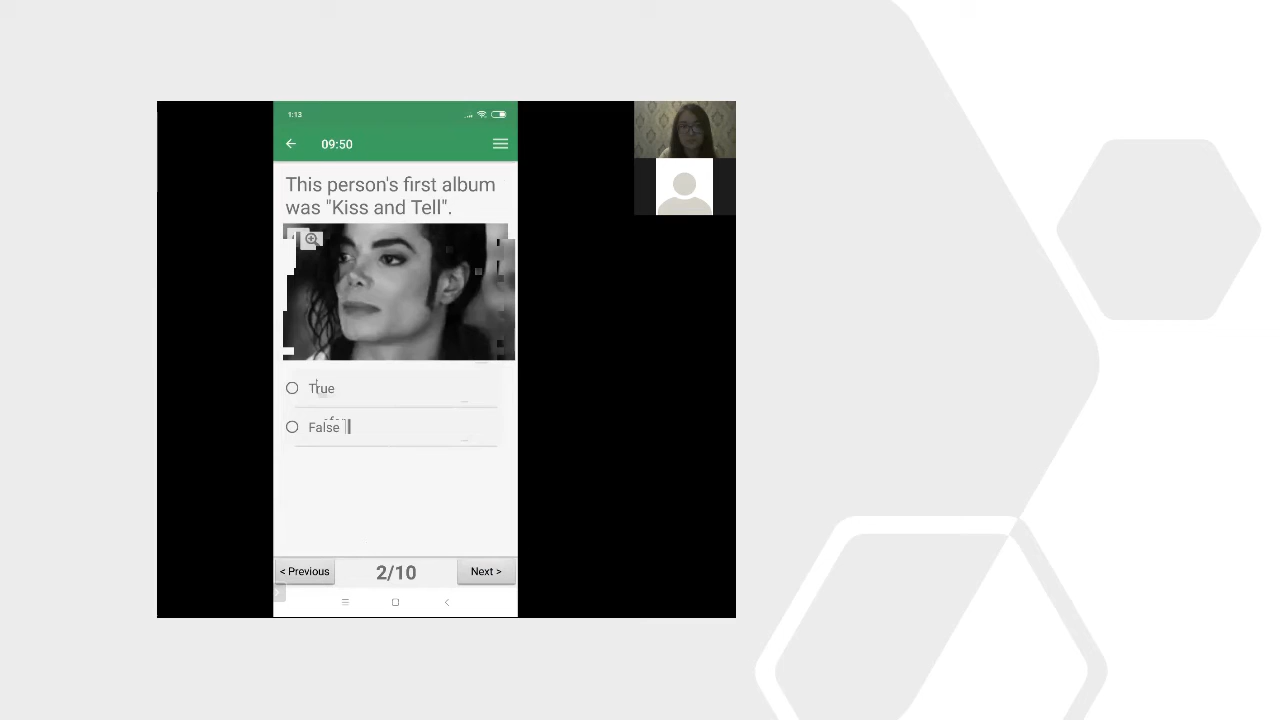 1:13
09:50
This person's first album
was "Kiss and Tell".
True
False
< Previous
2/10
Next >